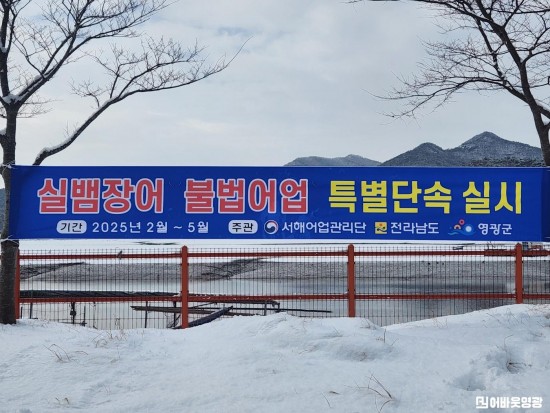 실뱀장어 불법어업 특별단속 실시
기간 2025년 2월 ~ 5월 주관 서해어업관리단 전라남도 영광군
어바웃영광